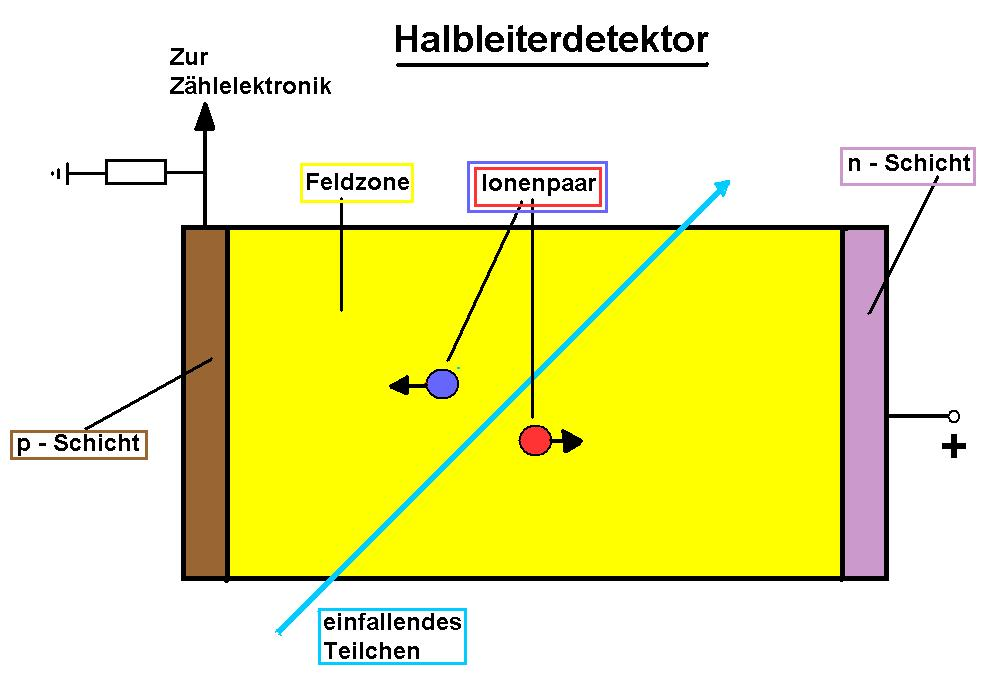 Halbleiterdetektor
Zur
Zählelektronik
Feldzone
Ionenpaar
n - Schicht
p - Schicht
+
einfallendes
Teilchen